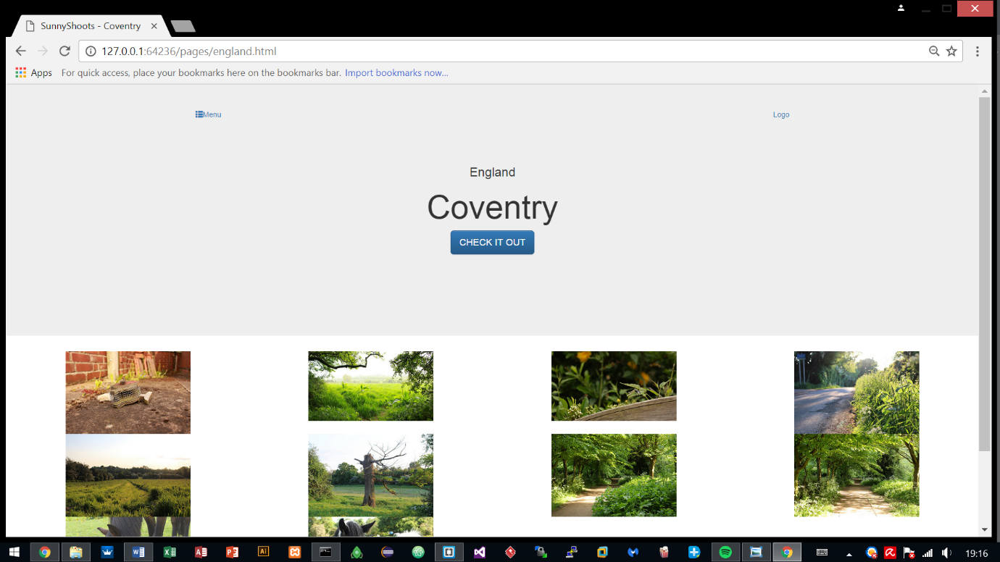 SunnyShoots - Coventry
127.0.0.1:64236/pages/england.html
Apps For quick access, place your bookmarks here on the bookmarks bar. Import bookmarks now...
Menu Logo
England
Coventry
CHECK IT OUT
19:16